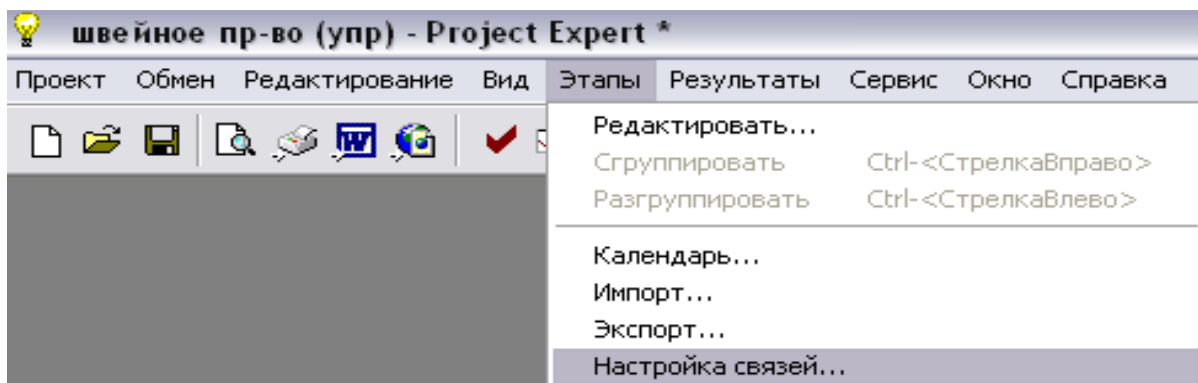 швейное пр-во (упр) - Project Expert *
Проект Обмен Редактирование Вид Этапы Результаты Сервис Окно Справка
Редактировать...
Сгруппировать Ctrl-<СтрелкаВправо>
Разгруппировать Ctrl-<СтрелкаВлево>
Календарь...
Импорт...
Экспорт...
Настройка связей...